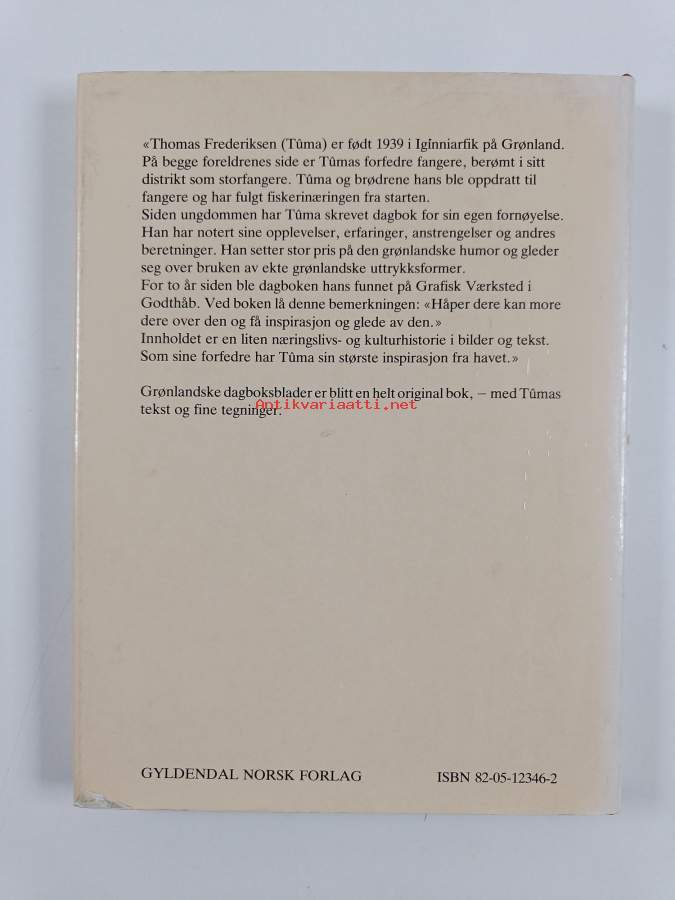 «Thomas Frederiksen (Tûma) er født 1939 i Iginniarfik på Grønland.
På begge foreldrenes side er Tûmas forfedre fangere, berømt i sitt
distrikt som storfangere. Tûma og brødrene hans ble oppdratt til
fangere og har fulgt fiskerinæringen fra starten.
Siden ungdommen har Tûma skrevet dagbok for sin egen fornøyelse.
Han har notert sine opplevelser, erfaringer, anstrengelser og andres
beretninger. Han setter stor pris på den grønlandske humor og gleder
seg over bruken av ekte grønlandske uttrykksformer.
For to år siden ble dagboken hans funnet på Grafisk Værksted i
Godthåb. Ved boken lå denne bemerkningen: «Håper dere kan more
dere over den og få inspirasjon og glede av den.»
Innholdet er en liten næringslivs- og kulturhistorie i bilder og tekst.
Som sine forfedre har Tûma sin største inspirasjon fra havet.»
Grønlandske dagboksblader er blitt en helt original bok, – med Tûmas
tekst og fine tegninger.
Antikvariaatti.net
GYLDENDAL NORSK FORLAG
ISBN 82-05-12346-2